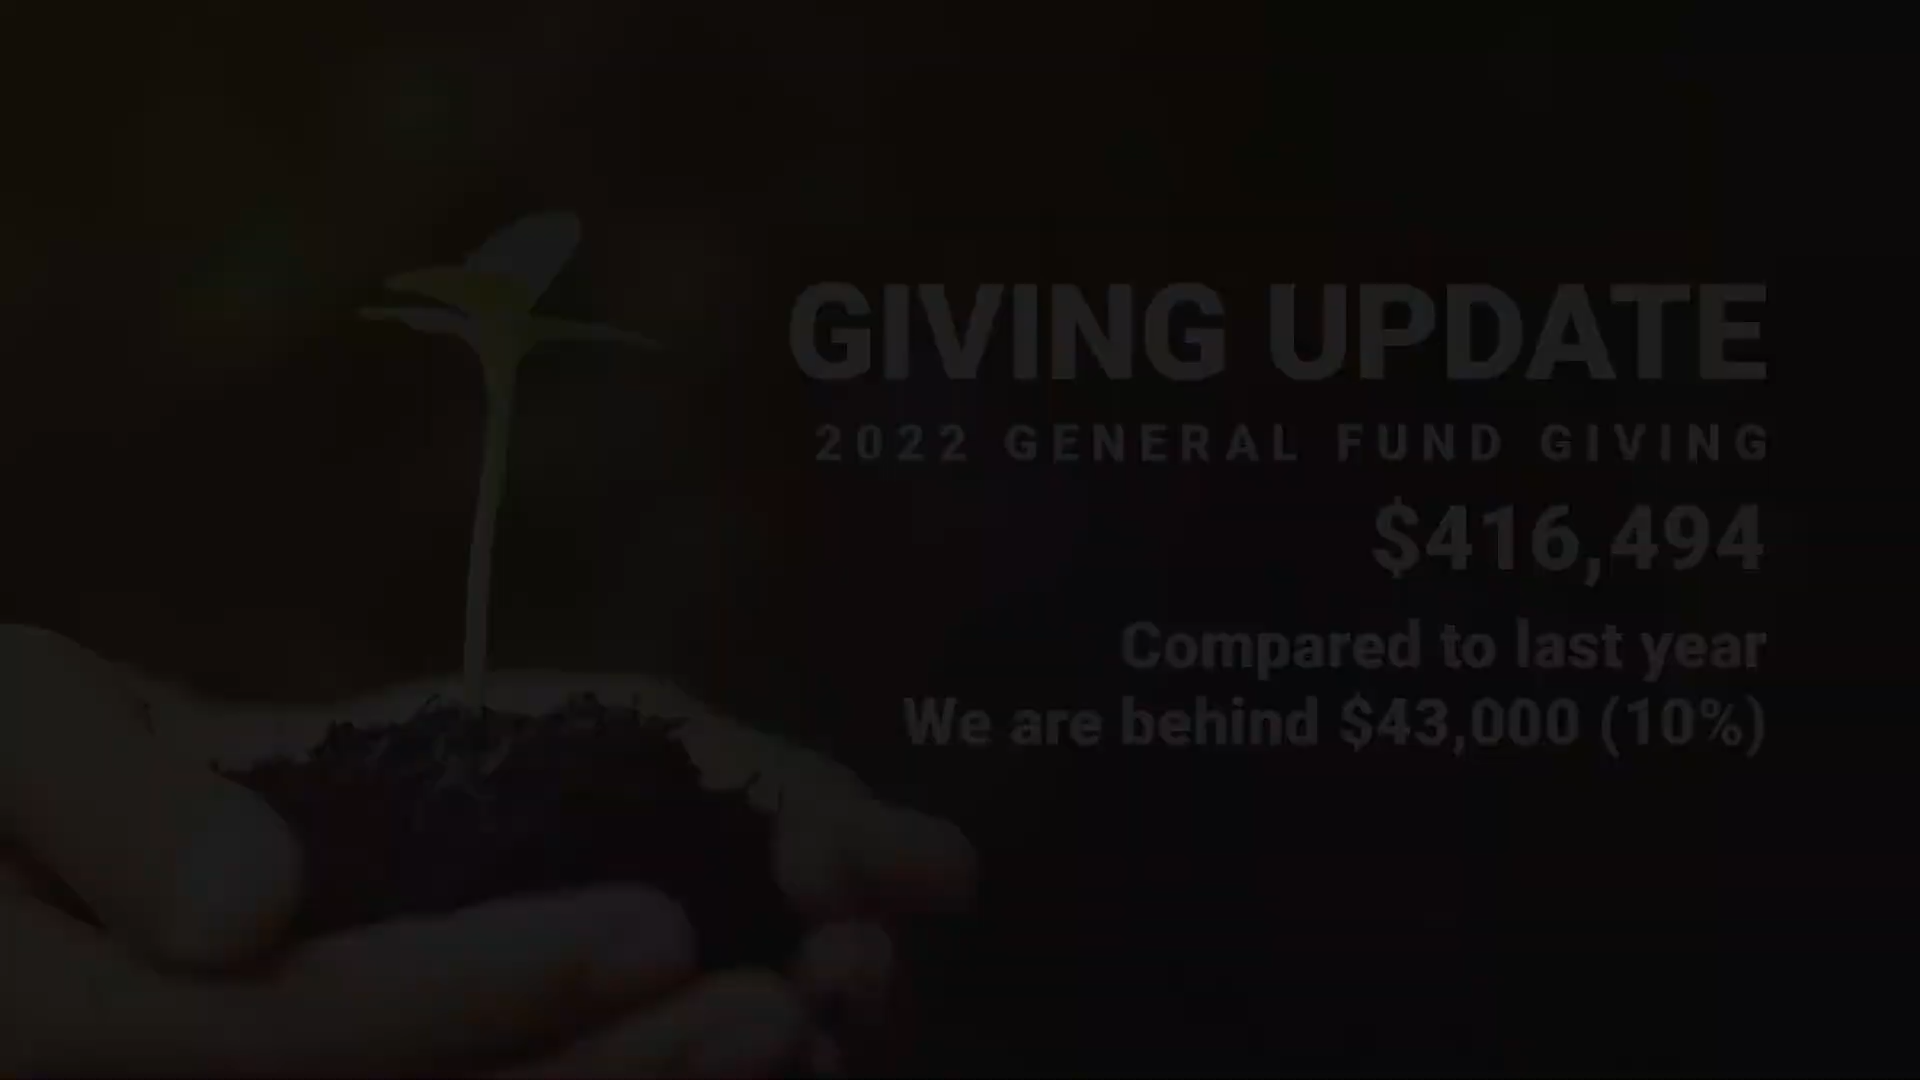 GIVING UPDATE
2022 GENERAL FUND GIVING
$416,494
Compared to last year
We are behind $43,000 (10%)